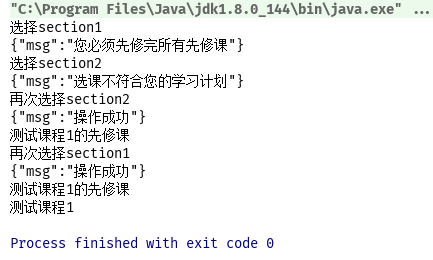 "C:\Program Files\Java\jdk1.8.0_144\bin\java.exe" ...
选择section1
{"msg":"您必须先修完所有先修课"}
选择section2
{"msg":"选课不符合您的学习计划"}
再次选择section2
{"msg":"操作成功"}
测试课程1的先修课
再次选择section1
{"msg":"操作成功"}
测试课程1的先修课
测试课程1
Process finished with exit code 0